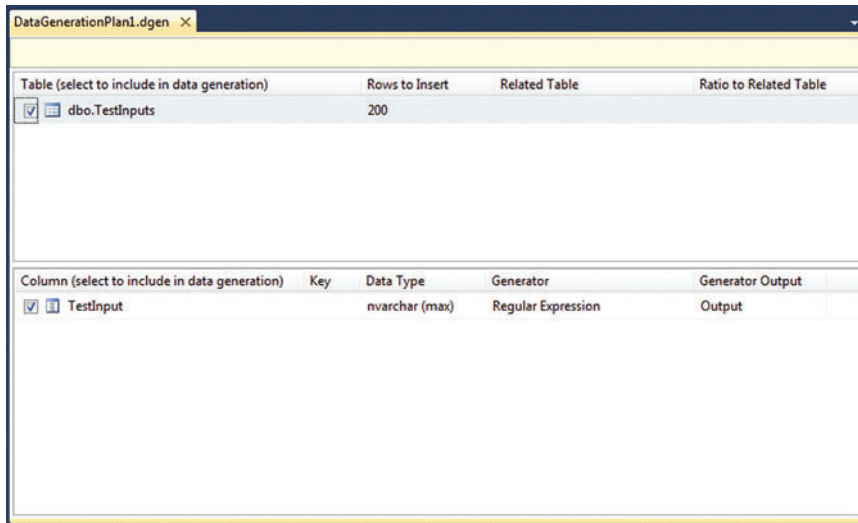 DataGenerationPlan1.dgen
Table (select to include in data generation) Rows to Insert Related Table Ratio to Related Table
dbo.TestInputs 200
Column (select to include in data generation) Key Data Type Generator Generator Output
TestInput nvarchar (max) Regular Expression Output